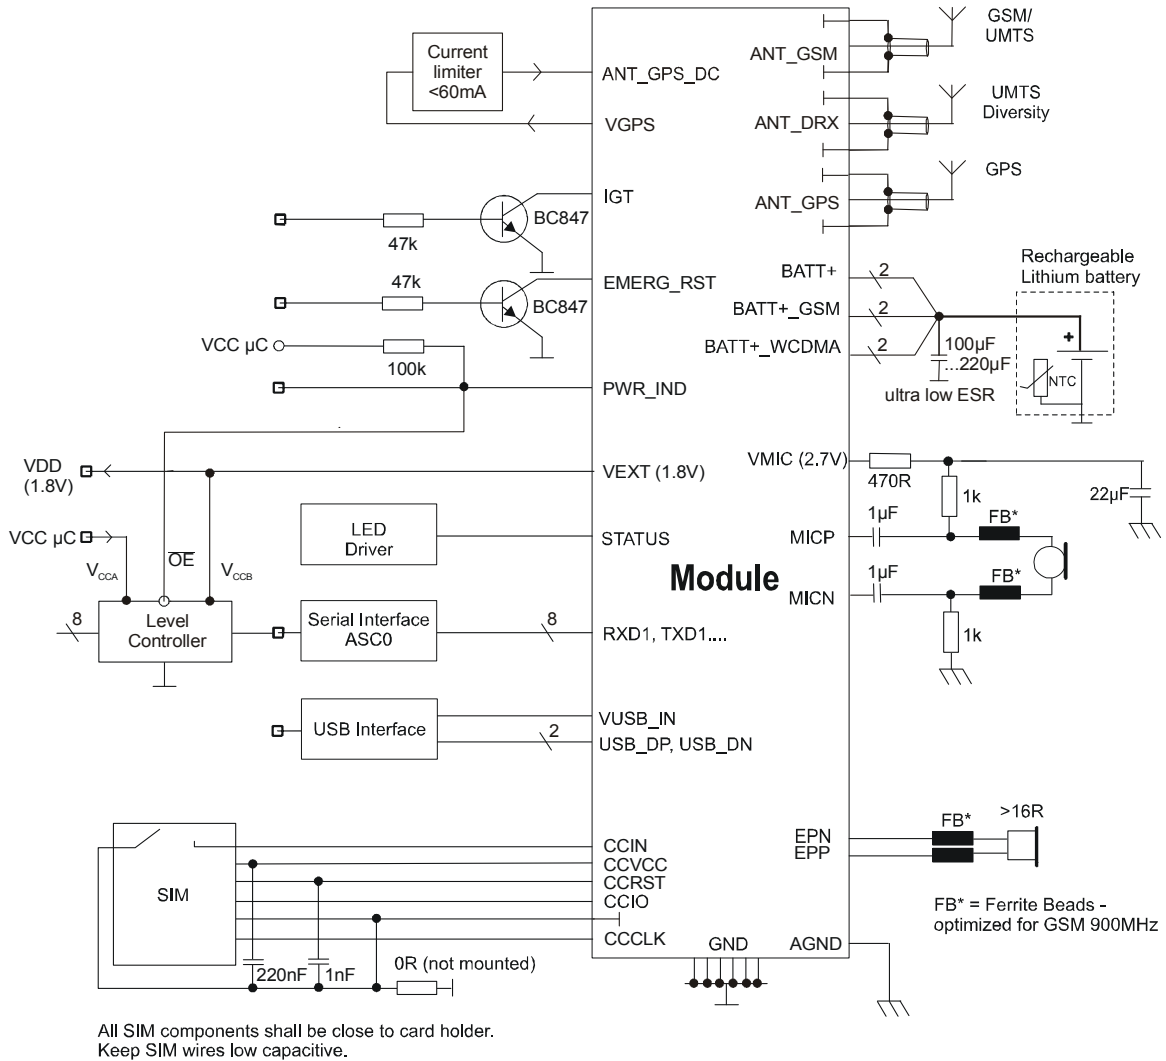 GSM/
UMTS
Current
limiter
<60mA
ANT_GPS_DC
ANT_GSM
VGPS
UMTS
Diversity
ANT_DRX
GPS
IGT
BC847
47k
ANT_GPS
EMERG_RST
BC847
47k
BATT+
2
BATT+_GSM
2
BATT+_WCDMA
2
Rechargeable
Lithium battery
+
NTC
100µF
...220µF
ultra low ESR
VCC µC
100k
PWR_IND
VDD
(1.8V)
VEXT (1.8V)
VMIC (2.7V)
470R
1k
22µF
VCC µC
LED
Driver
STATUS
MICP
1µF
FB*
Module
OE
VCCA
VCCB
MICN
1µF
FB*
8
Level
Controller
Serial Interface
ASC0
8
RXD1, TXD1....
1k
USB Interface
VUSB_IN
2
USB_DP, USB_DN
SIM
CCIN
CCVCC
CCRST
CCIO
CCCLK
220nF
1nF
0R (not mounted)
EPN
EPP
FB*
>16R
FB* = Ferrite Beads -
optimized for GSM 900MHz
GND
AGND
All SIM components shall be close to card holder.
Keep SIM wires low capacitive.